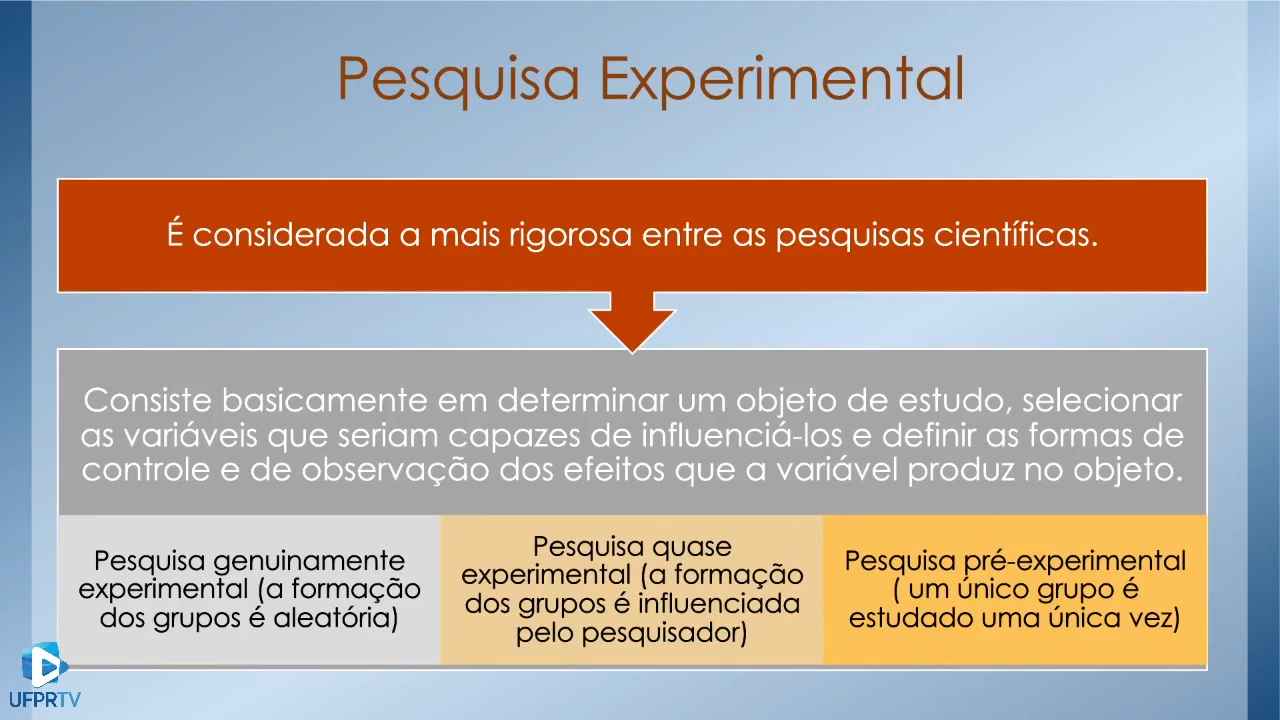 Pesquisa Experimental
É considerada a mais rigorosa entre as pesquisas científicas.
Consiste basicamente em determinar um objeto de estudo, selecionar
as variáveis que seriam capazes de influenciá-los e definir as formas de
controle e de observação dos efeitos que a variável produz no objeto.
Pesquisa genuinamente
experimental (a formação
dos grupos é aleatória)
Pesquisa quase
experimental (a formação
dos grupos é influenciada
pelo pesquisador)
Pesquisa pré-experimental
( um único grupo é
estudado uma única vez)
UFPRTV